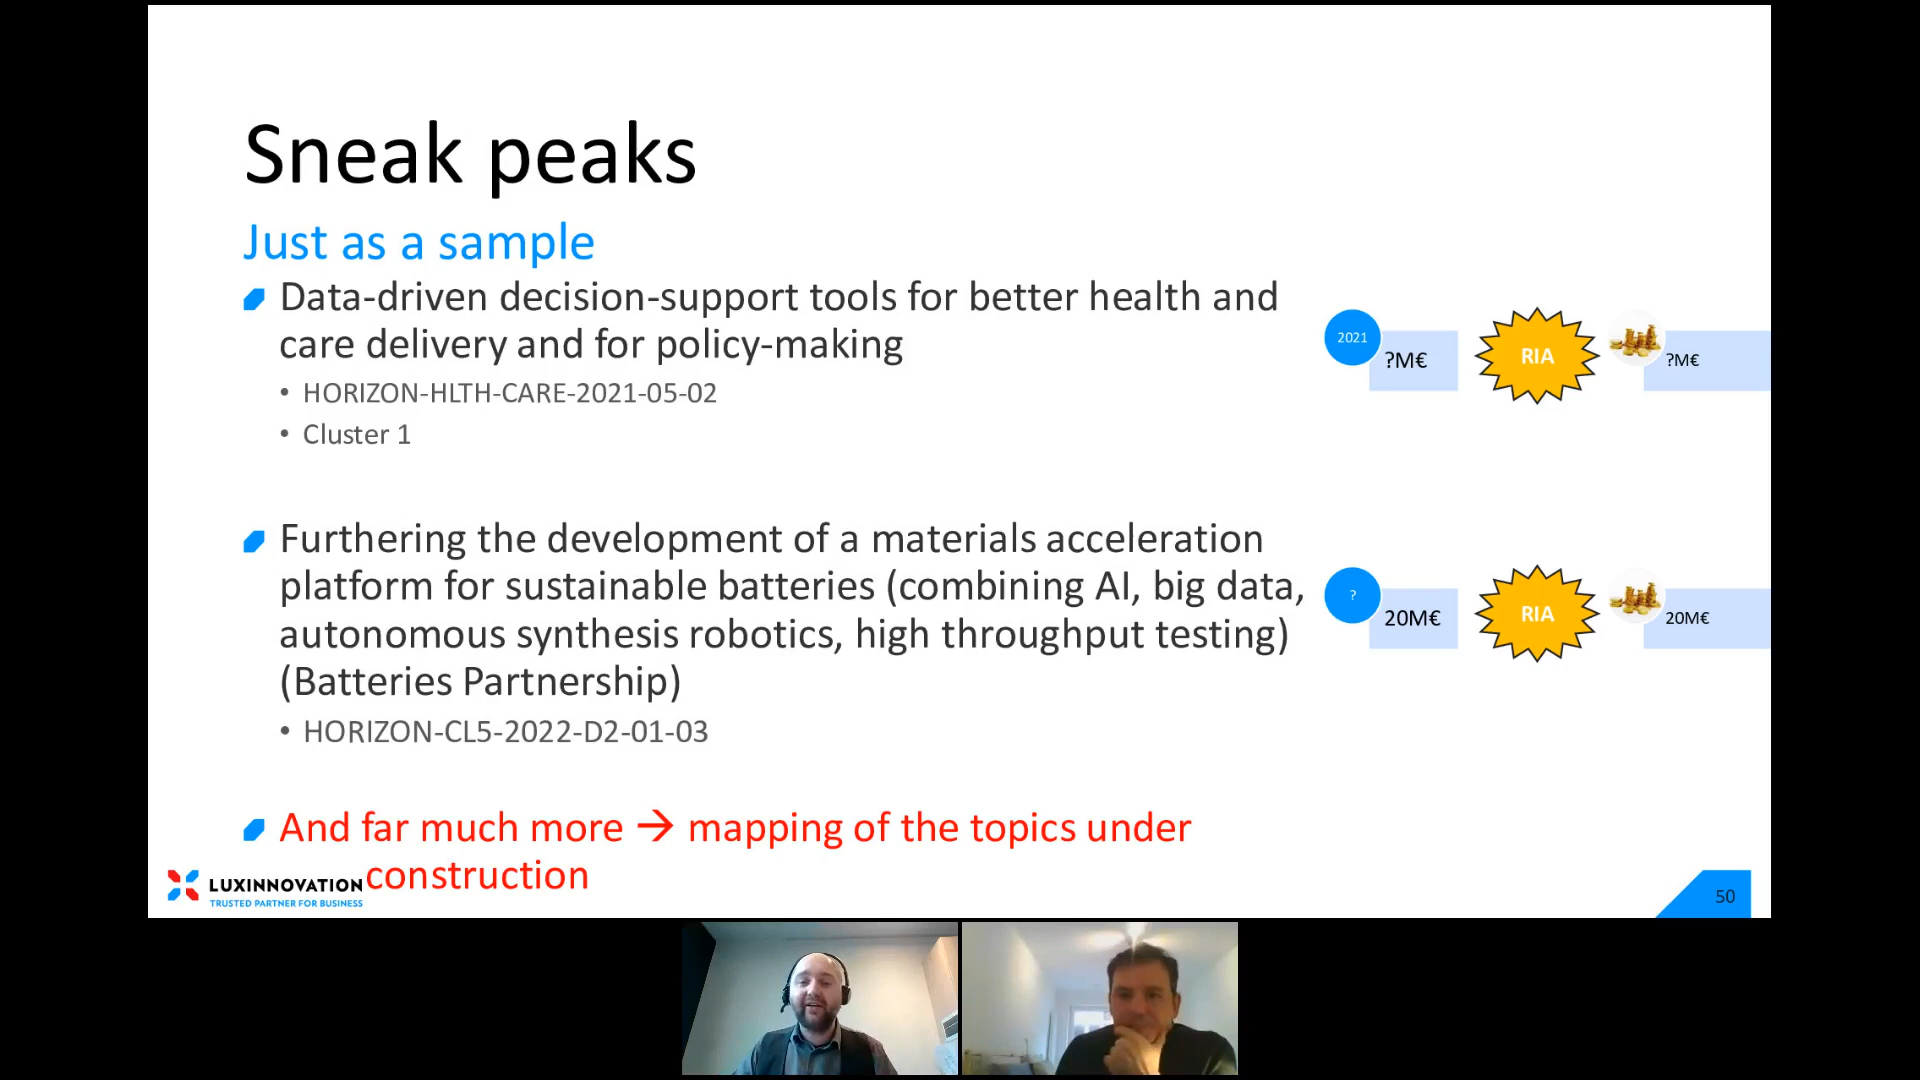 Sneak peaks
Just as a sample
Data-driven decision-support tools for better health and
care delivery and for policy-making
• HORIZON-HLTH-CARE-2021-05-02
• Cluster 1
2021
?M€
RIA
?M€
Furthering the development of a materials acceleration
platform for sustainable batteries (combining AI, big data,
autonomous synthesis robotics, high throughput testing)
(Batteries Partnership)
• HORIZON-CL5-2022-D2-01-03
?
20M€
RIA
20M€
And far much more → mapping of the topics under
construction
LUXINNOVATION
TRUSTED PARTNER FOR BUSINESS
50